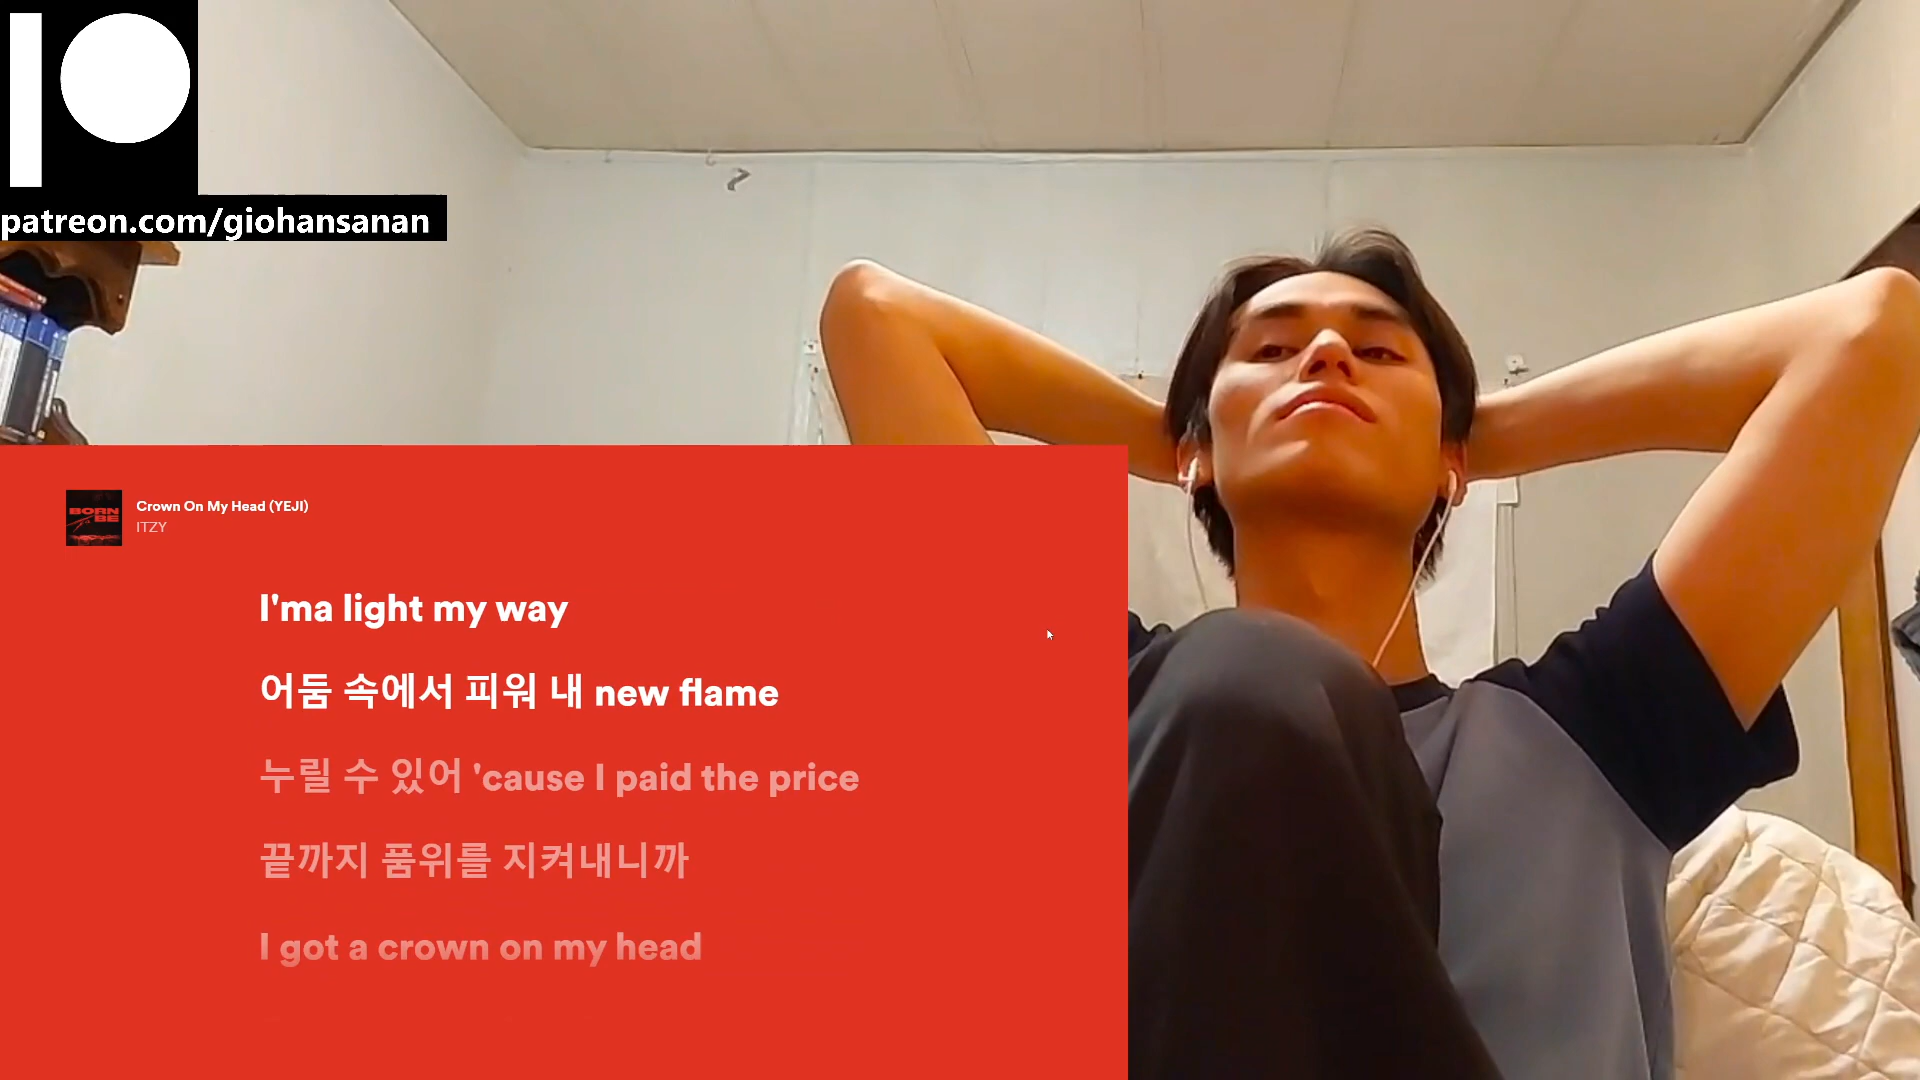 patreon.com/giohansanan
BORN
BE
Crown On My Head (YEJI)
ITZY
I'ma light my way
어둠 속에서 피워 내 new flame
누릴 수 있어 'cause I paid the price
끝까지 품위를 지켜내니까
I got a crown on my head